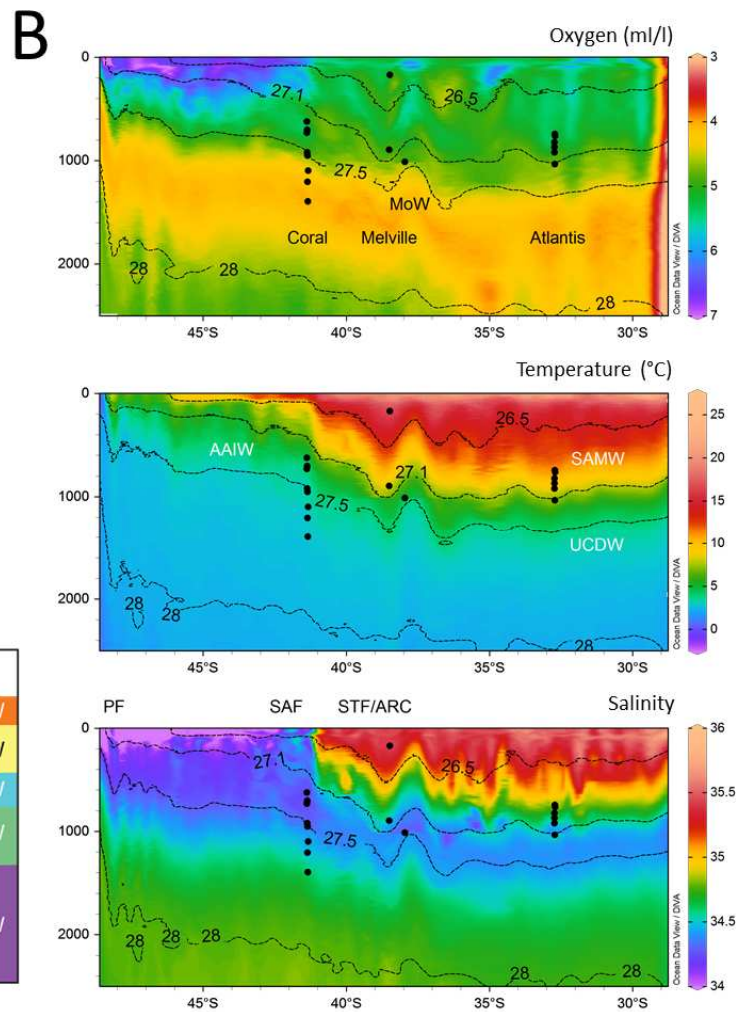 B
Oxygen (ml/l)
0
1000
2000
27.1
26.5
27.5
MoW
Coral
Melville
Atlantis
28
28
28
45°S
40°S
35°S
30°S
3
4
5
6
7
Ocean Data View / DIVA
Temperature (°C)
0
1000
2000
AAIW
26.5
27.1
SAMW
27.5
UCDW
28
28
28
45°S
40°S
35°S
30°S
25
20
15
10
5
0
Ocean Data View / DIVA
PF
SAF
STF/ARC
Salinity
0
1000
2000
27.1
26.5
27.5
28
28
28
28
28
45°S
40°S
35°S
30°S
36
35.5
35
34.5
34
Ocean Data View / DIVA